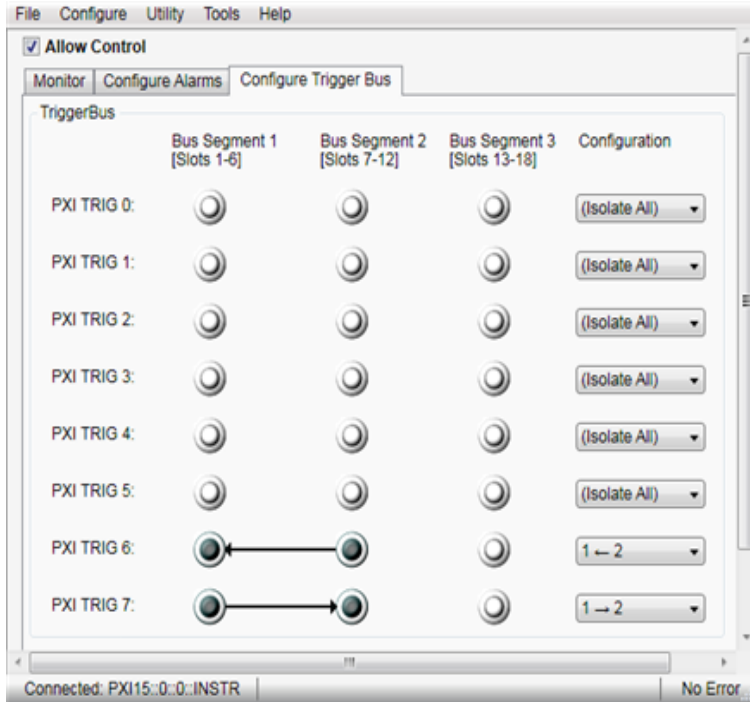 File Configure Utility Tools Help
Allow Control
Monitor Configure Alarms Configure Trigger Bus
TriggerBus
Bus Segment 1 Bus Segment 2 Bus Segment 3 Configuration
[Slots 1-6] [Slots 7-12] [Slots 13-18]
PXI TRIG 0: (Isolate All)
PXI TRIG 1: (Isolate All)
PXI TRIG 2: (Isolate All)
PXI TRIG 3: (Isolate All)
PXI TRIG 4: (Isolate All)
PXI TRIG 5: (Isolate All)
PXI TRIG 6: 1 ← 2
PXI TRIG 7: 1 → 2
Connected: PXI15::0::0::INSTR No Error